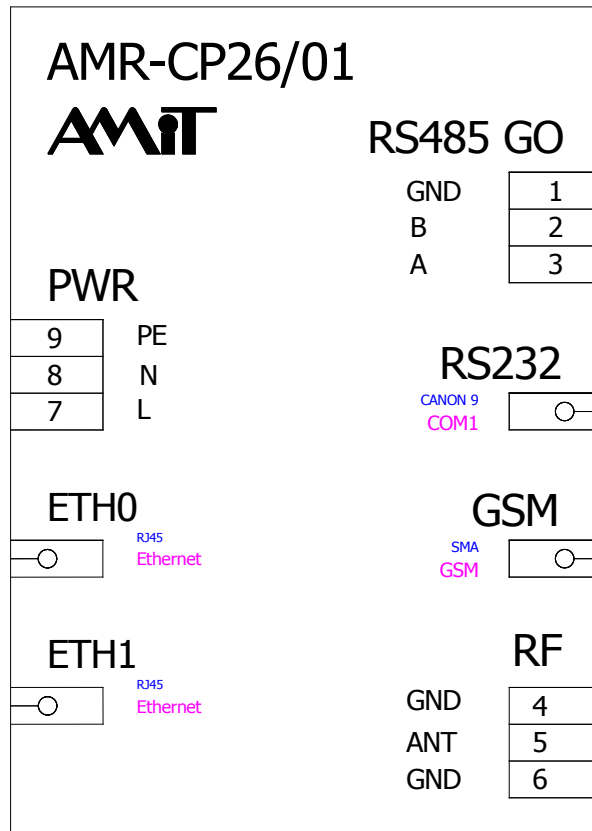 AMR-CP26/01
AMiT
RS485 GO
GND 1
B 2
A 3
PWR
9 PE
8 N
7 L
RS232
CANON 9
COM1
ETH0
RJ45
Ethernet
GSM
SMA
GSM
ETH1
RJ45
Ethernet
RF
GND 4
ANT 5
GND 6